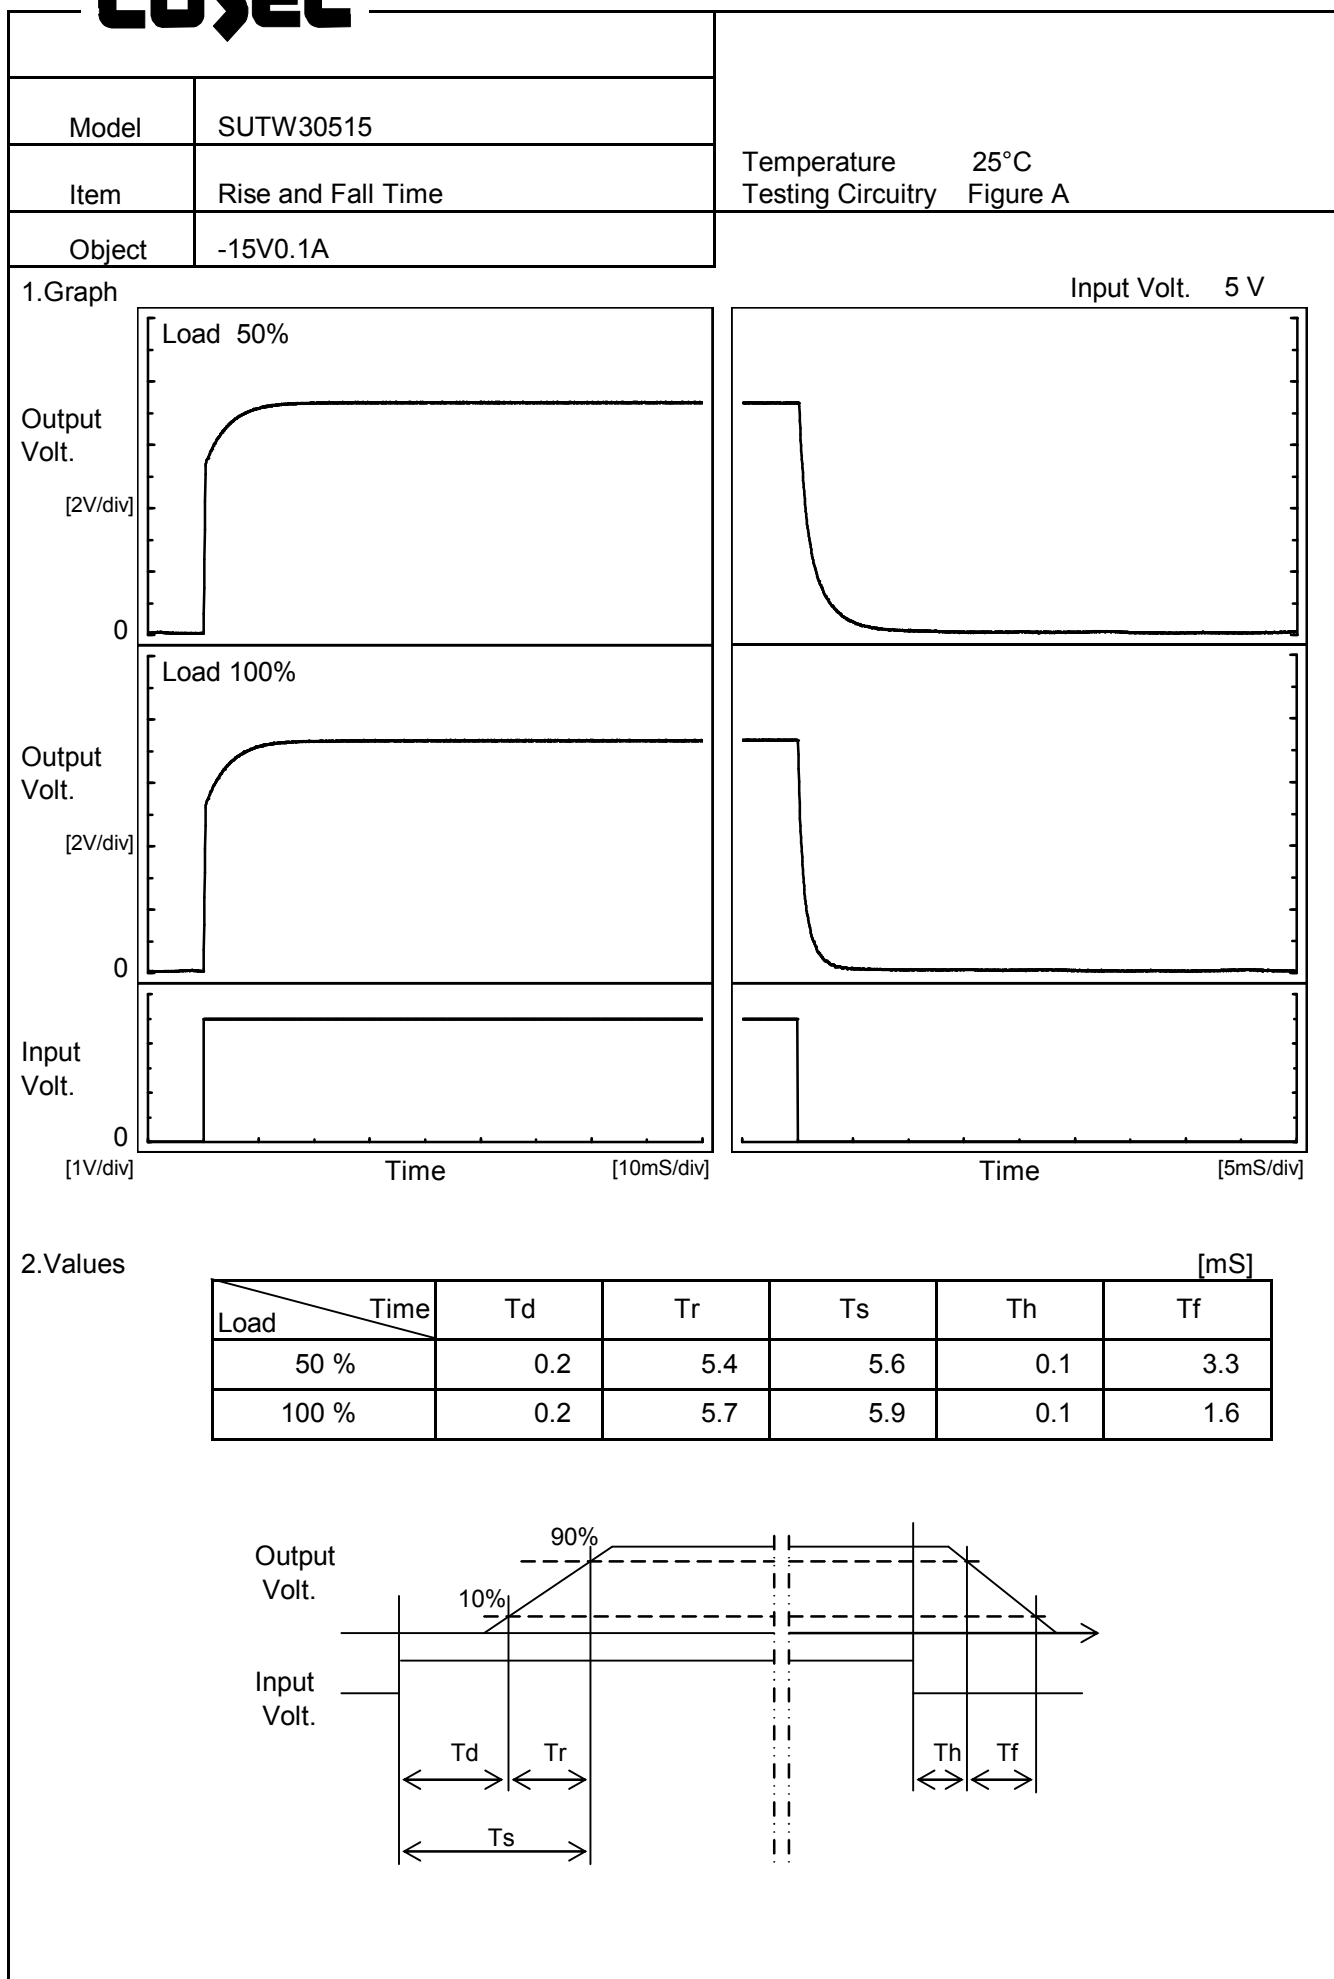 COSEL
Model SUTW30515
Temperature 25°C
Item Rise and Fall Time Testing Circuitry Figure A
Object -15V0.1A
1.Graph Input Volt. 5 V
Load 50%
Output
Volt.
[2V/div]
0
Load 100%
Output
Volt.
[2V/div]
0
Input
Volt.
0
[1V/div] Time [10mS/div] Time [5mS/div]
2.Values [mS]
Time Td Tr Ts Th Tf
Load
50 % 0.2 5.4 5.6 0.1 3.3
100 % 0.2 5.7 5.9 0.1 1.6
90%
Output
Volt.
10%
Input
Volt.
Td Tr Th Tf
Ts